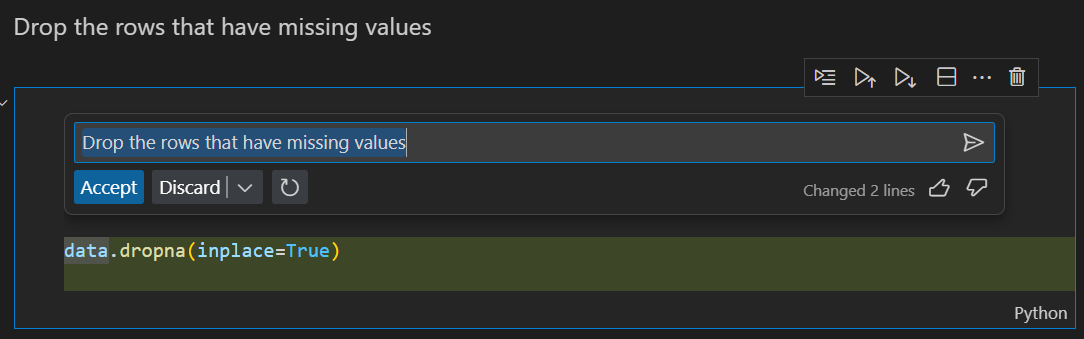 Drop the rows that have missing values
Drop the rows that have missing values
Accept Discard Changed 2 lines
data.dropna(inplace=True)
Python